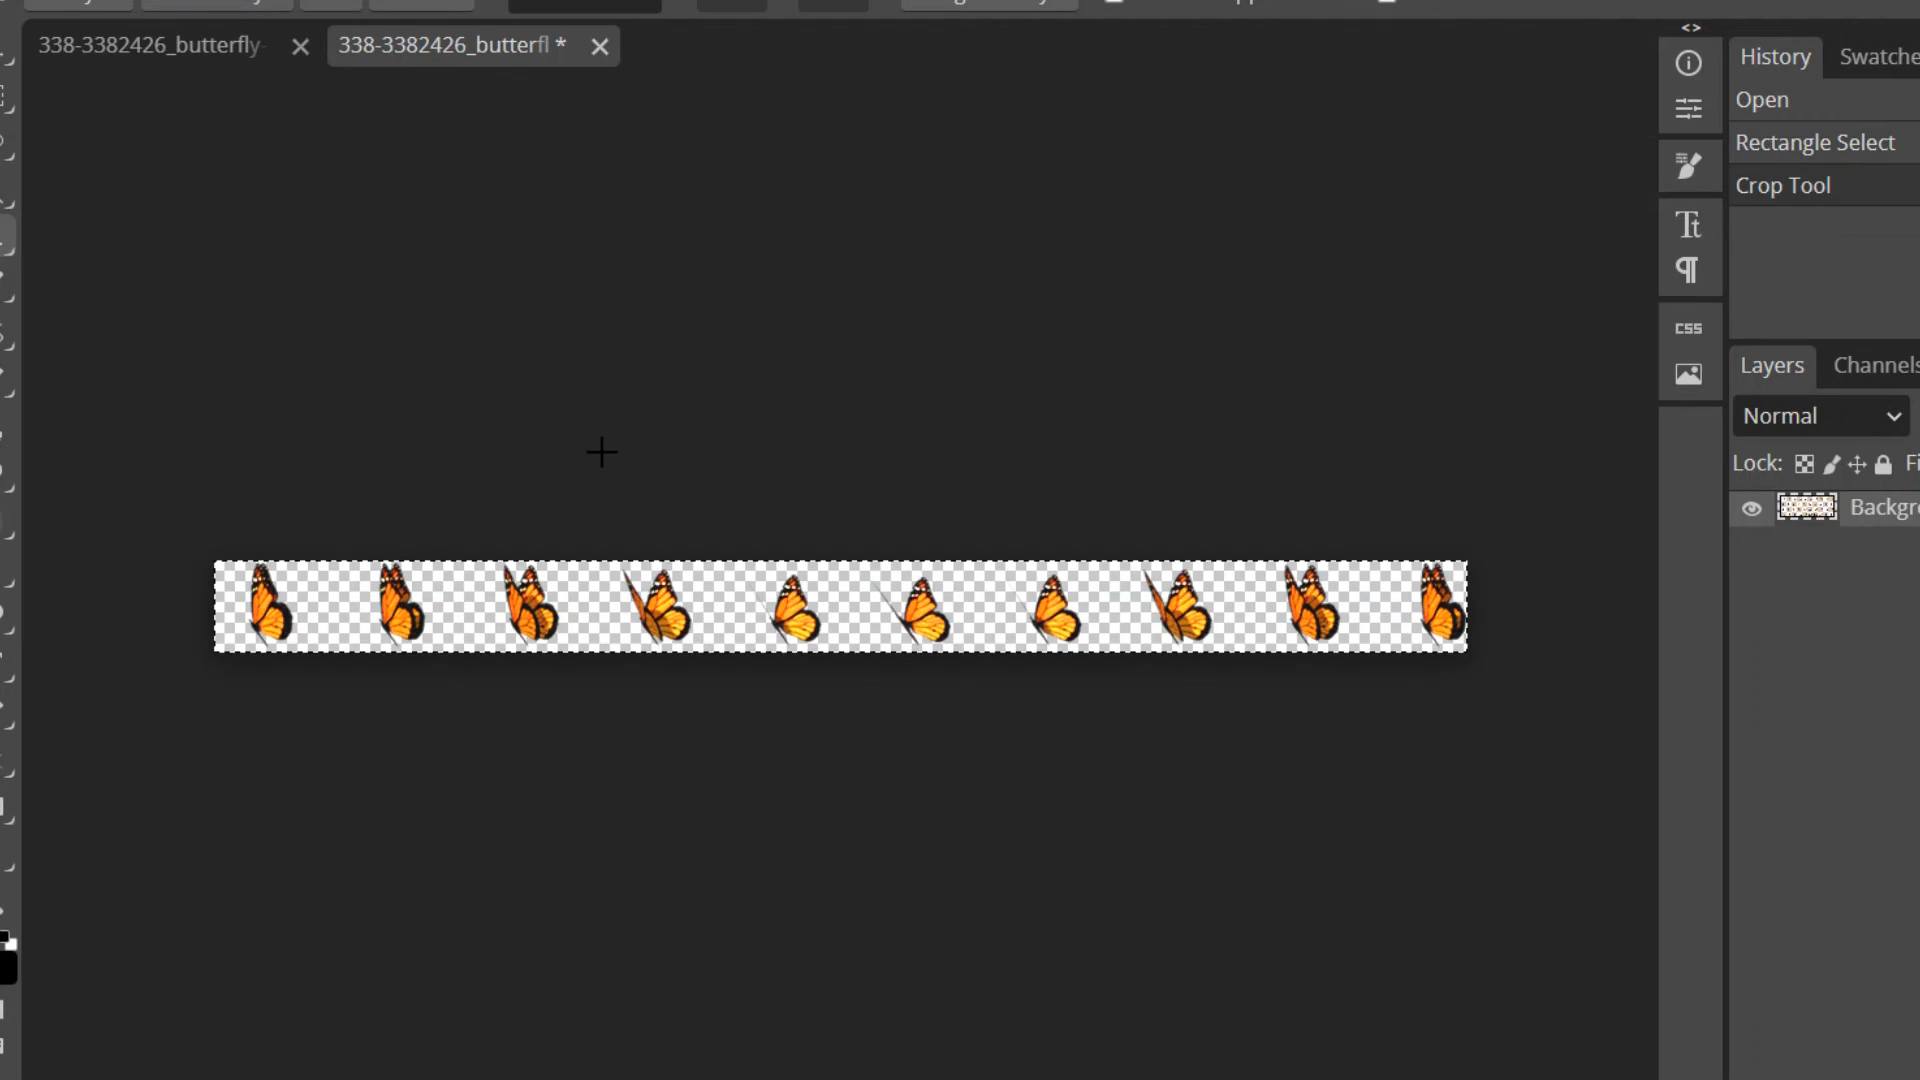 338-3382426_butterfly-
338-3382426_butterfl *
History
Swatche
Open
Rectangle Select
Crop Tool
Tt
CSS
Layers
Channels
Normal
Lock:
Fi
Backgr